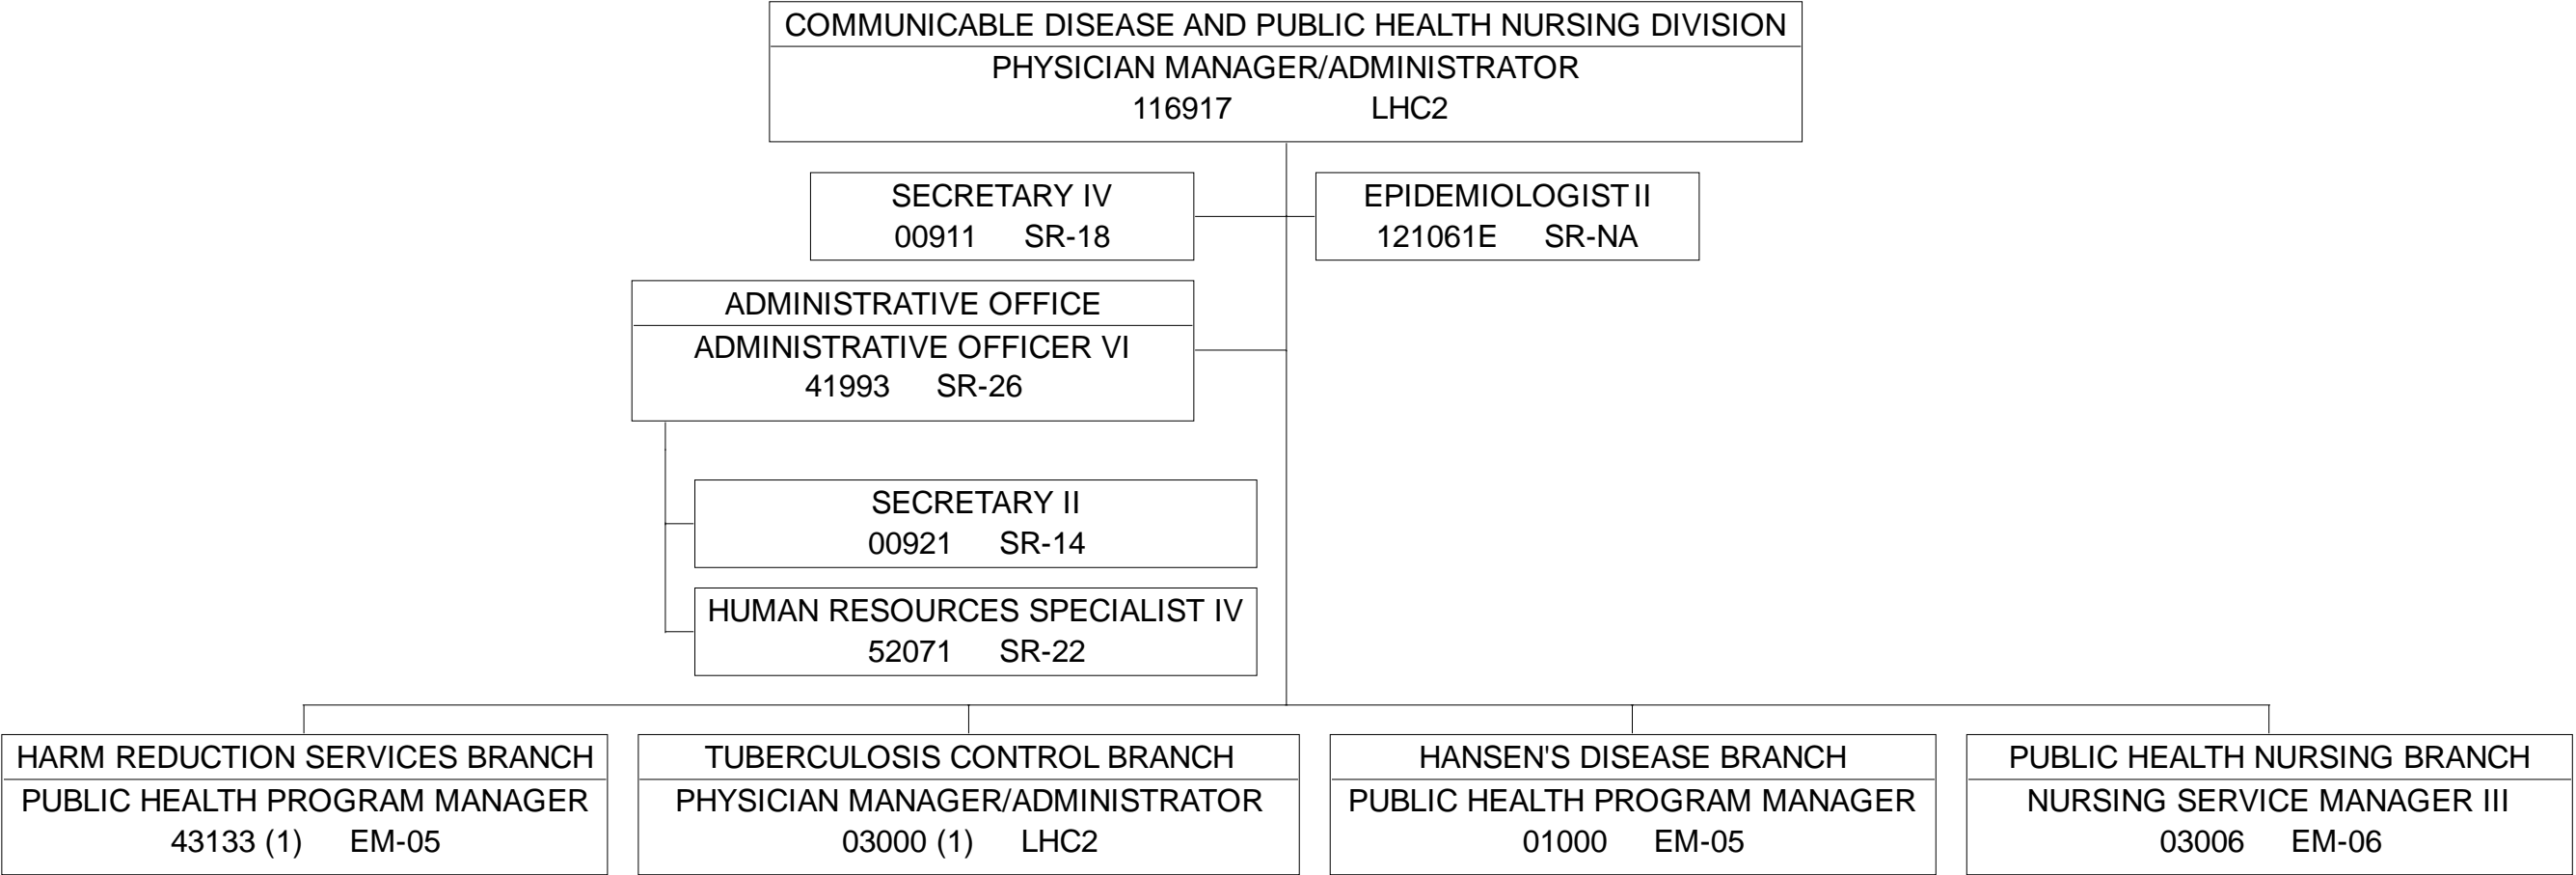 COMMUNICABLE DISEASE AND PUBLIC HEALTH NURSING DIVISION
PHYSICIAN MANAGER/ADMINISTRATOR
116917 LHC2
SECRETARY IV
00911 SR-18
EPIDEMIOLOGIST II
121061E SR-NA
ADMINISTRATIVE OFFICE
ADMINISTRATIVE OFFICER VI
41993 SR-26
SECRETARY II
00921 SR-14
HUMAN RESOURCES SPECIALIST IV
52071 SR-22
HARM REDUCTION SERVICES BRANCH
PUBLIC HEALTH PROGRAM MANAGER
43133 (1) EM-05
TUBERCULOSIS CONTROL BRANCH
PHYSICIAN MANAGER/ADMINISTRATOR
03000 (1) LHC2
HANSEN'S DISEASE BRANCH
PUBLIC HEALTH PROGRAM MANAGER
01000 EM-05
PUBLIC HEALTH NURSING BRANCH
NURSING SERVICE MANAGER III
03006 EM-06